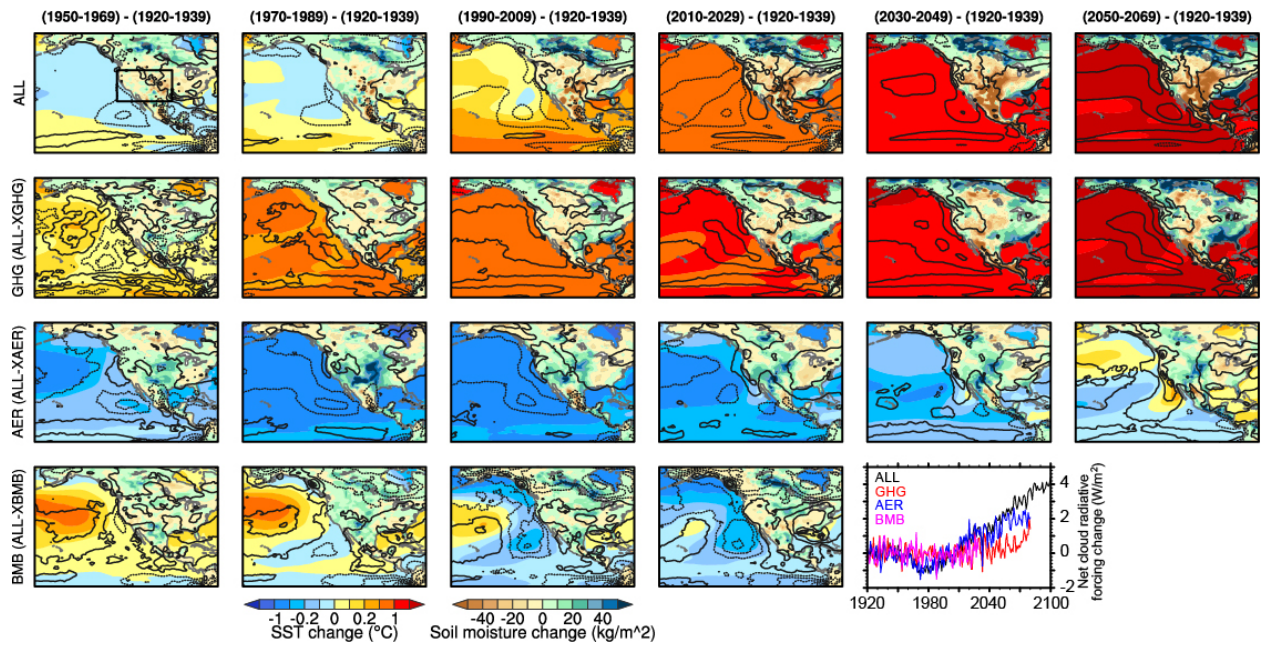 (1950-1969) - (1920-1939)
(1970-1989) - (1920-1939)
(1990-2009) - (1920-1939)
(2010-2029) - (1920-1939)
(2030-2049) - (1920-1939)
(2050-2069) - (1920-1939)
ALL
GHG (ALL-XGHG)
AER (ALL-XAER)
BMB (ALL-XBMB)
ALL
GHG
AER
BMB
4
2
0
-2
Net cloud radiative
forcing change (W/m²)
1920 1980 2040 2100
-1 -0.2 0 0.2 1
SST change (°C)
-40 -20 0 20 40
Soil moisture change (kg/m^2)